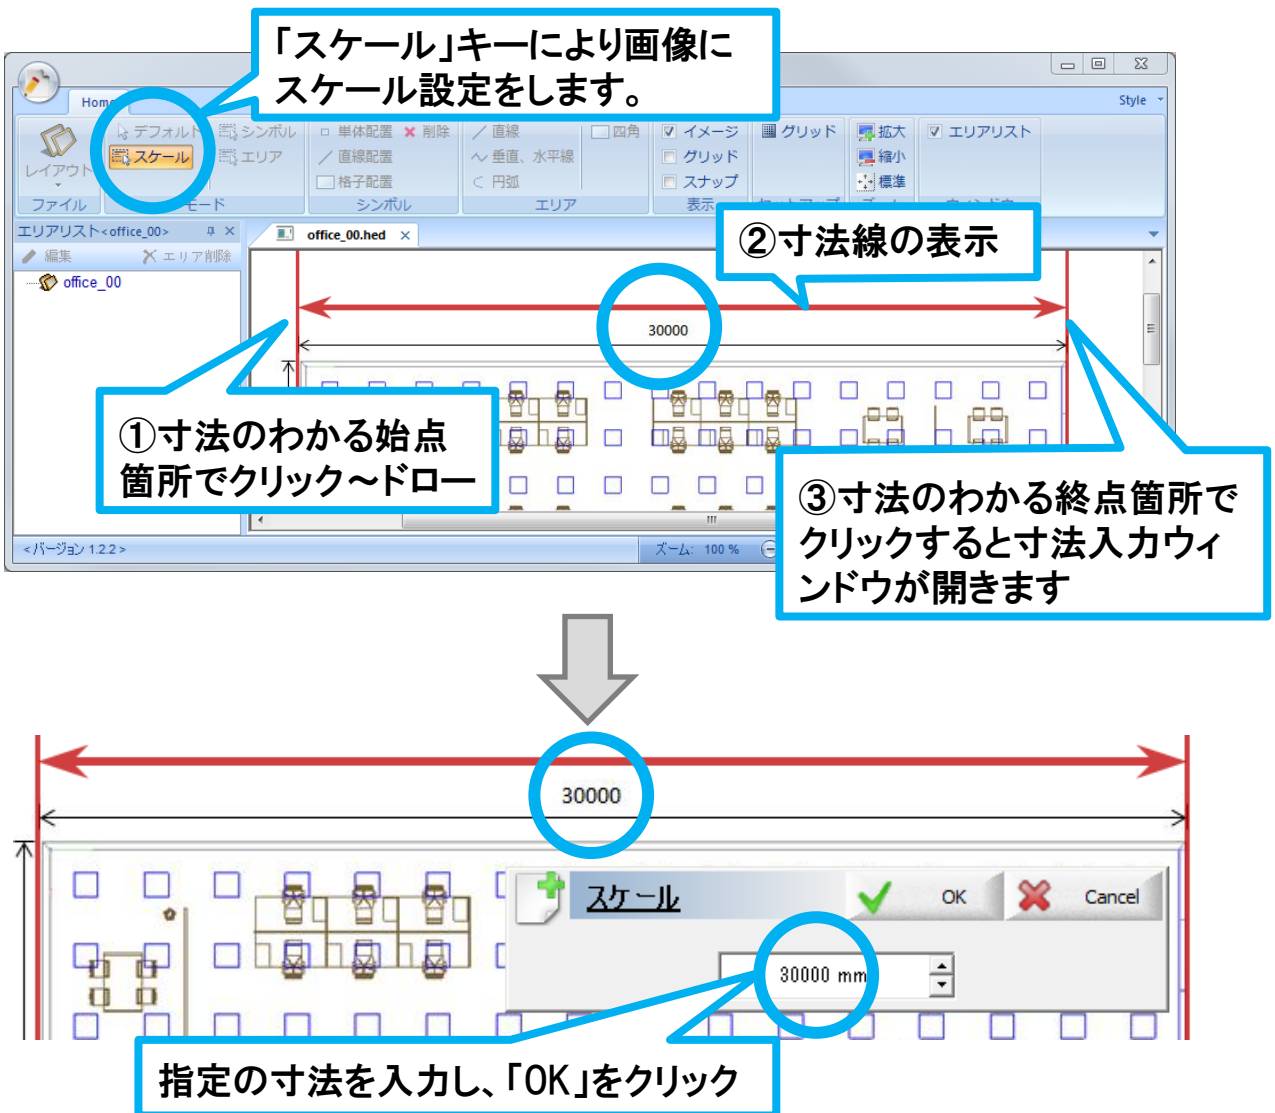 「スケール」キーにより画像に
スケール設定をします。
Home
Style
レイアウト
デフォルト
スケール
シンボル
エリア
単体配置
削除
直線配置
格子配置
直線
四角
垂直、水平線
円弧
イメージ
グリッド
スナップ
グリッド
拡大
縮小
標準
エリアリスト
ファイル
モード
シンボル
エリア
表示
エリアリスト<office_00>
office_00.hed
編集
エリア削除
office_00
②寸法線の表示
30000
①寸法のわかる始点
箇所でクリック～ドロー
③寸法のわかる終点箇所で
クリックすると寸法入力ウィ
ンドウが開きます
<バージョン 1.2.2>
ズーム: 100 %
30000
スケール
OK
Cancel
30000 mm
指定の寸法を入力し、「OK」をクリック